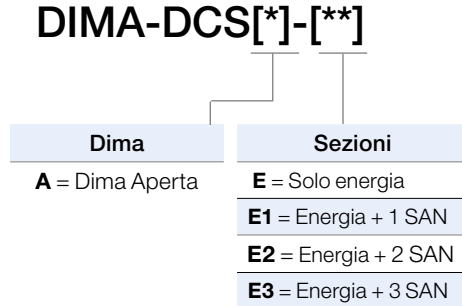 DIMA-DCS[*]-[**]
Dima
A = Dima Aperta
Sezioni
E = Solo energia
E1 = Energia + 1 SAN
E2 = Energia + 2 SAN
E3 = Energia + 3 SAN